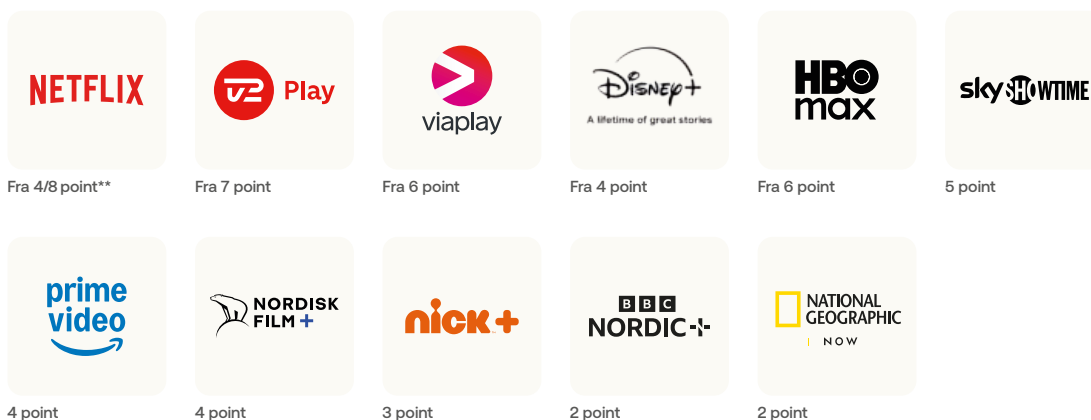 NETFLIX
TV2 Play
viaplay
Disney+
A lifetime of great stories
HBO
max
sky SHOWTIME
Fra 4/8 point**
Fra 7 point
Fra 6 point
Fra 4 point
Fra 6 point
5 point
prime
video
NORDISK
FILM+
nick+
BBC
NORDIC+
NATIONAL
GEOGRAPHIC
NOW
4 point
4 point
3 point
2 point
2 point